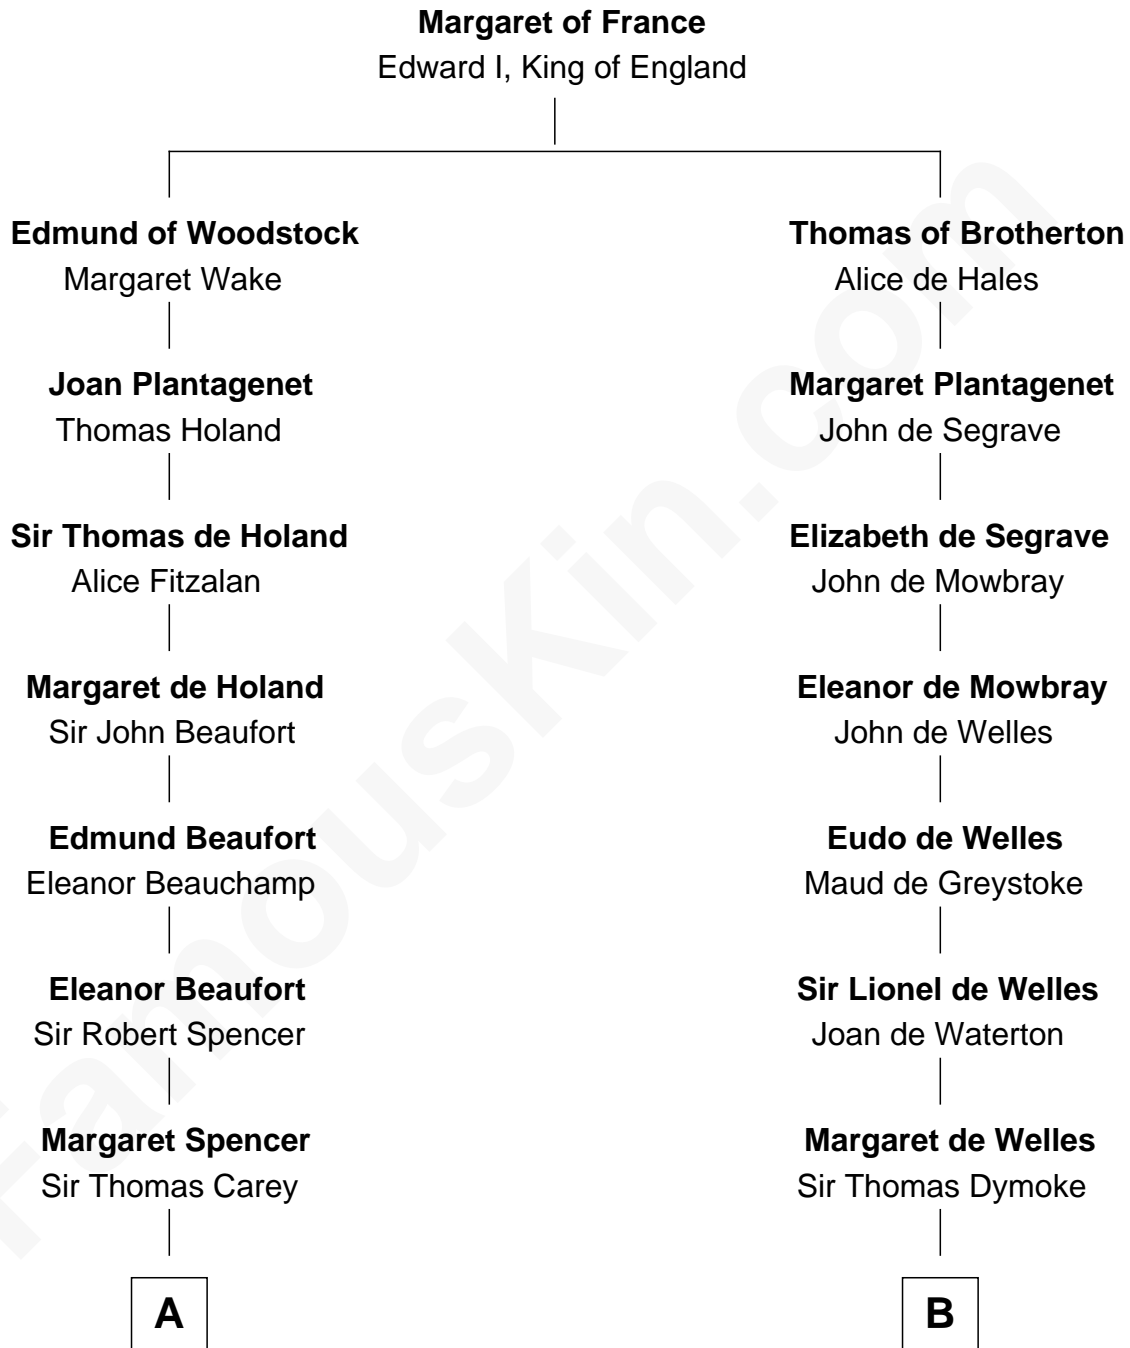 Margaret of France
Edward I, King of England
Edmund of Woodstock
Margaret Wake
Joan Plantagenet
Thomas Holand
Sir Thomas de Holand
Alice Fitzalan
Margaret de Holand
Sir John Beaufort
Edmund Beaufort
Eleanor Beauchamp
Eleanor Beaufort
Sir Robert Spencer
Margaret Spencer
Sir Thomas Carey
A
Thomas of Brotherton
Alice de Hales
Margaret Plantagenet
John de Segrave
Elizabeth de Segrave
John de Mowbray
Eleanor de Mowbray
John de Welles
Eudo de Welles
Maud de Greystoke
Sir Lionel de Welles
Joan de Waterton
Margaret de Welles
Sir Thomas Dymoke
B
FamousKin.com